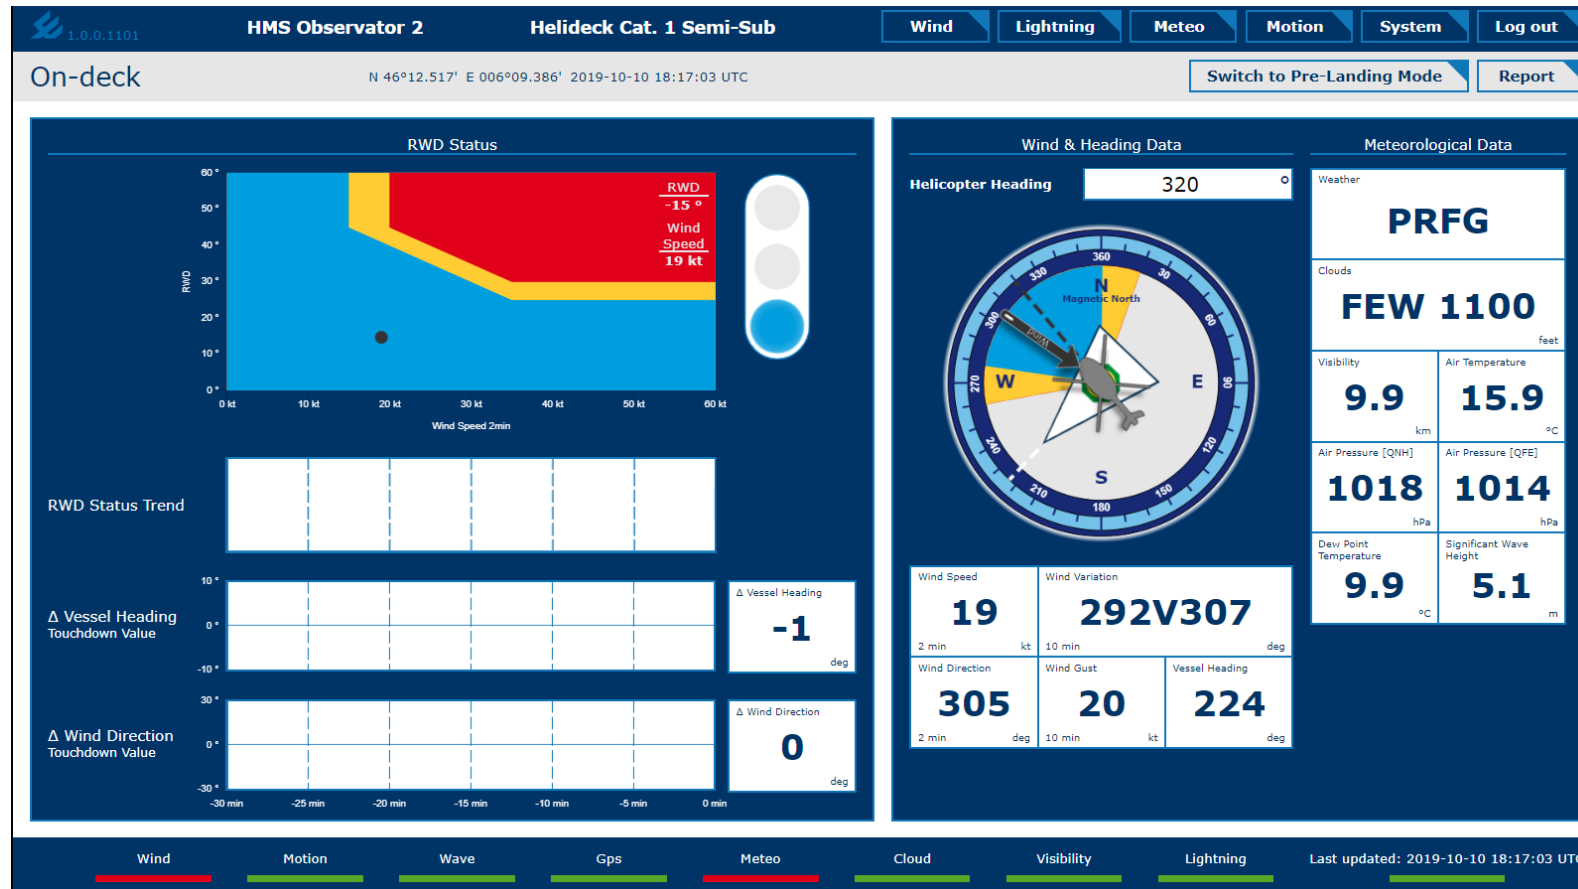 1.0.0.1101
HMS Observator 2
Helideck Cat. 1 Semi-Sub
Wind
Lightning
Meteo
Motion
System
Log out
On-deck
N 46°12.517' E 006°09.386' 2019-10-10 18:17:03 UTC
Switch to Pre-Landing Mode
Report
RWD Status
60 °
50 °
40 °
30 °
20 °
10 °
0 °
RWD
RWD
-15 °
Wind
Speed
19 kt
0 kt
10 kt
20 kt
30 kt
40 kt
50 kt
60 kt
Wind Speed 2min
RWD Status Trend
Δ Vessel Heading
Touchdown Value
10 °
0 °
-10 °
Δ Vessel Heading
-1
deg
Δ Wind Direction
Touchdown Value
30 °
0 °
-30 °
-30 min
-25 min
-20 min
-15 min
-10 min
-5 min
0 min
Δ Wind Direction
0
deg
Wind & Heading Data
Helicopter Heading
320
°
360
30
60
90
120
150
180
210
240
270
300
330
N
Magnetic North
W
E
S
Wind
Wind Speed
19
2 min
kt
Wind Variation
292V307
10 min
deg
Wind Direction
305
2 min
deg
Wind Gust
20
10 min
kt
Vessel Heading
224
deg
Meteorological Data
Weather
PRFG
Clouds
FEW 1100
feet
Visibility
9.9
km
Air Temperature
15.9
°C
Air Pressure [QNH]
1018
hPa
Air Pressure [QFE]
1014
hPa
Dew Point
Temperature
9.9
°C
Significant Wave
Height
5.1
m
Wind
Motion
Wave
Gps
Meteo
Cloud
Visibility
Lightning
Last updated: 2019-10-10 18:17:03 UTC